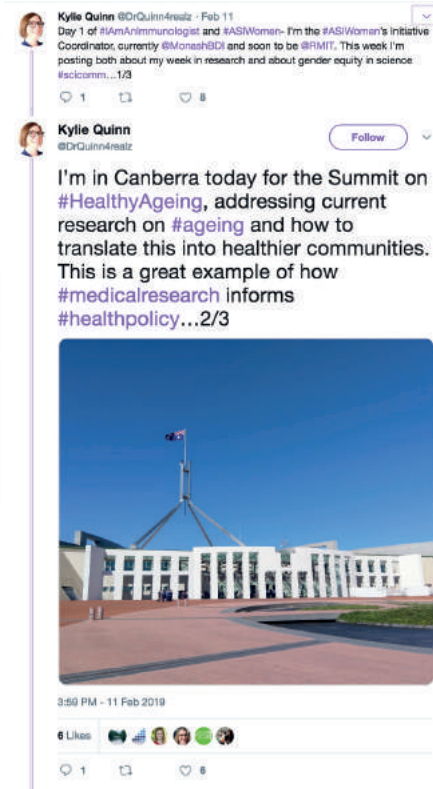 Kylie Quinn @DrQuinn4realz · Feb 11
Day 1 of #IAmAnImmunologist and #ASIWomen- I'm the #ASIWomen's Initiative
Coordinator, currently @MonashBDI and soon to be @RMIT. This week I'm
posting both about my week in research and about gender equity in science
#scicomm...1/3
1 8
Kylie Quinn
@DrQuinn4realz
Follow
I'm in Canberra today for the Summit on
#HealthyAgeing, addressing current
research on #ageing and how to
translate this into healthier communities.
This is a great example of how
#medicalresearch informs
#healthpolicy...2/3
3:59 PM - 11 Feb 2019
6 Likes
1 6